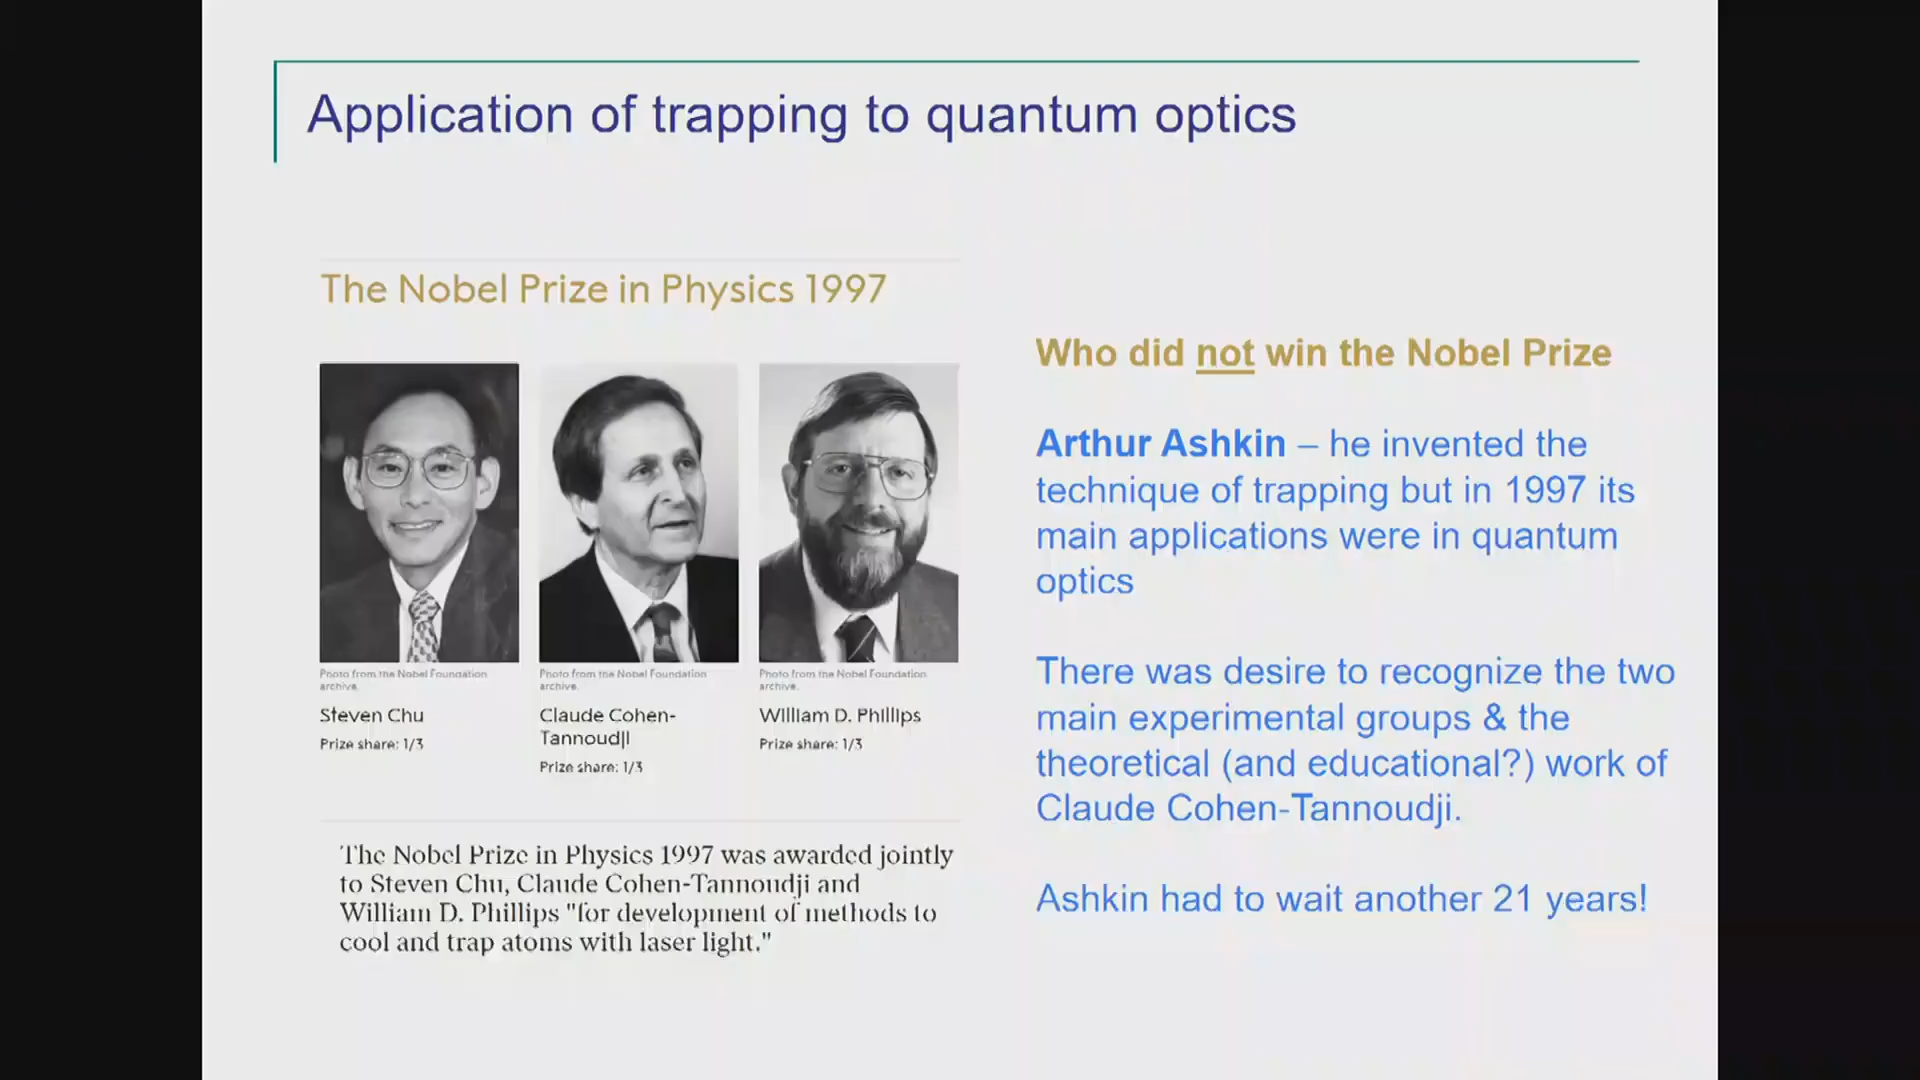 Application of trapping to quantum optics
The Nobel Prize in Physics 1997
Photo from the Nobel Foundation
archive.
Steven Chu
Prize share: 1/3
Photo from the Nobel Foundation
archive.
Claude Cohen-
Tannoudji
Prize share: 1/3
Photo from the Nobel Foundation
archive.
William D. Phillips
Prize share: 1/3
The Nobel Prize in Physics 1997 was awarded jointly
to Steven Chu, Claude Cohen-Tannoudji and
William D. Phillips "for development of methods to
cool and trap atoms with laser light."
Who did not win the Nobel Prize
Arthur Ashkin – he invented the
technique of trapping but in 1997 its
main applications were in quantum
optics
There was desire to recognize the two
main experimental groups & the
theoretical (and educational?) work of
Claude Cohen-Tannoudji.
Ashkin had to wait another 21 years!